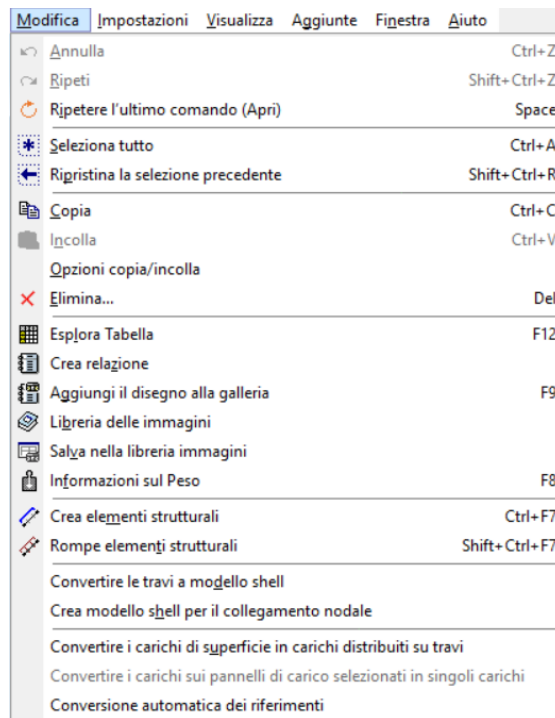 Modifica Impostazioni Visualizza Aggiunte Finestra Aiuto
Annulla Ctrl+Z
Ripeti Shift+Ctrl+Z
Ripetere l'ultimo comando (Apri) Space
Seleziona tutto Ctrl+A
Ripristina la selezione precedente Shift+Ctrl+R
Copia Ctrl+C
Incolla Ctrl+V
Opzioni copia/incolla
Elimina... Del
Esplora Tabella F12
Crea relazione
Aggiungi il disegno alla galleria F9
Libreria delle immagini
Salva nella libreria immagini
Informazioni sul Peso F8
Crea elementi strutturali Ctrl+F7
Rompe elementi strutturali Shift+Ctrl+F7
Convertire le travi a modello shell
Crea modello shell per il collegamento nodale
Convertire i carichi di superficie in carichi distribuiti su travi
Convertire i carichi sui pannelli di carico selezionati in singoli carichi
Conversione automatica dei riferimenti